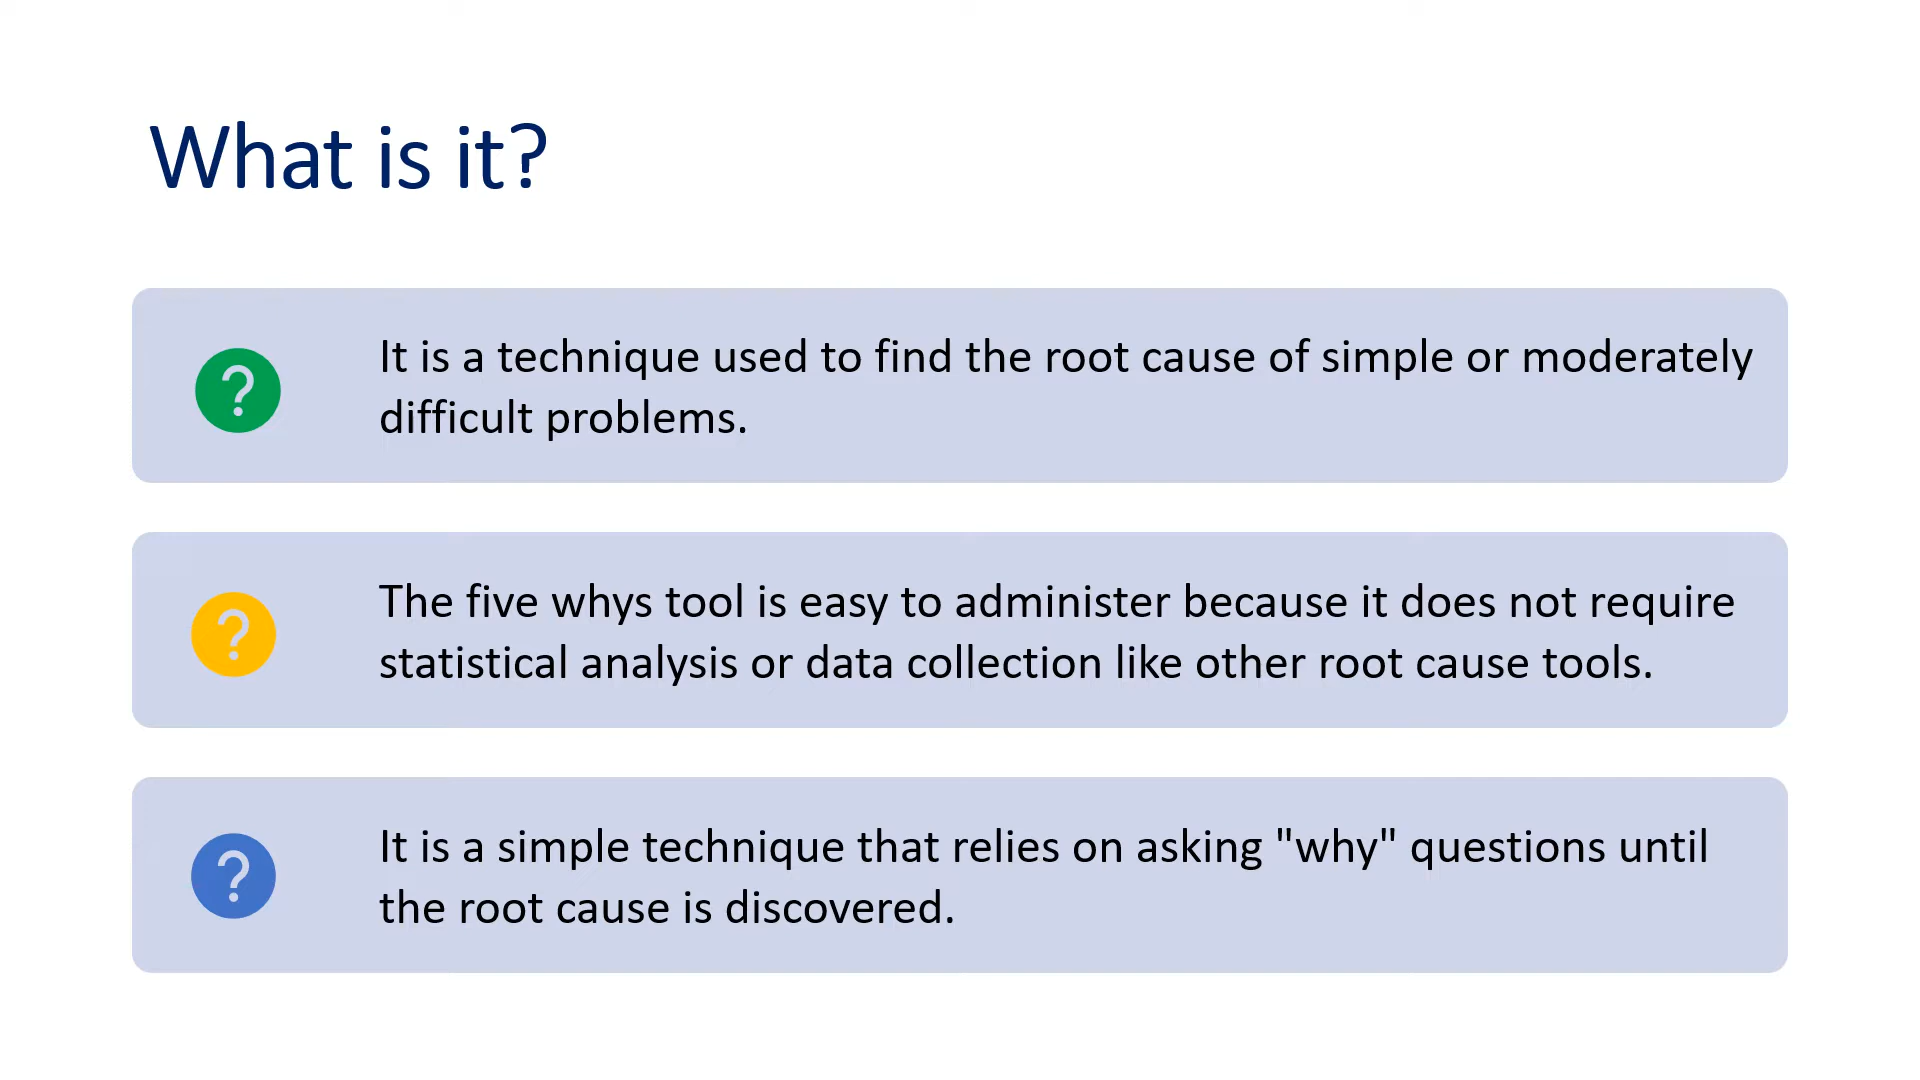 What is it?
It is a technique used to find the root cause of simple or moderately
difficult problems.
The five whys tool is easy to administer because it does not require
statistical analysis or data collection like other root cause tools.
It is a simple technique that relies on asking "why" questions until
the root cause is discovered.